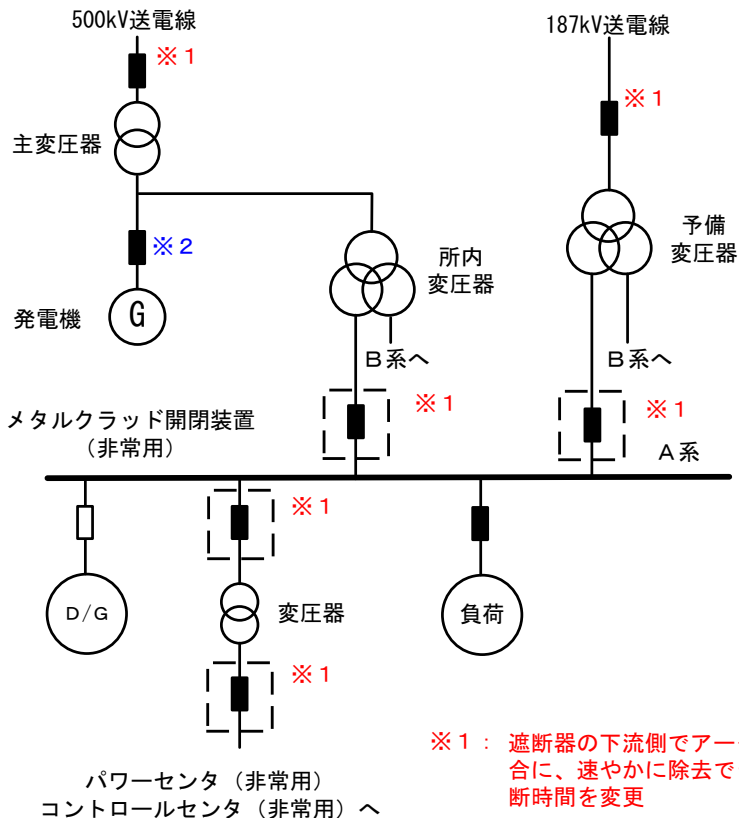 500kV送電線
187kV送電線
※1
※1
主変圧器
※2
予備
変圧器
所内
変圧器
発電機
G
B系へ
B系へ
※1
※1
メタルクラッド開閉装置
(非常用)
A系
※1
D/G
変圧器
負荷
※1
※1: 遮断器の下流側でアー
合に、速やかに除去で
断時間を変更
パワーセンタ(非常用)
コントロールセンタ(非常用)へ